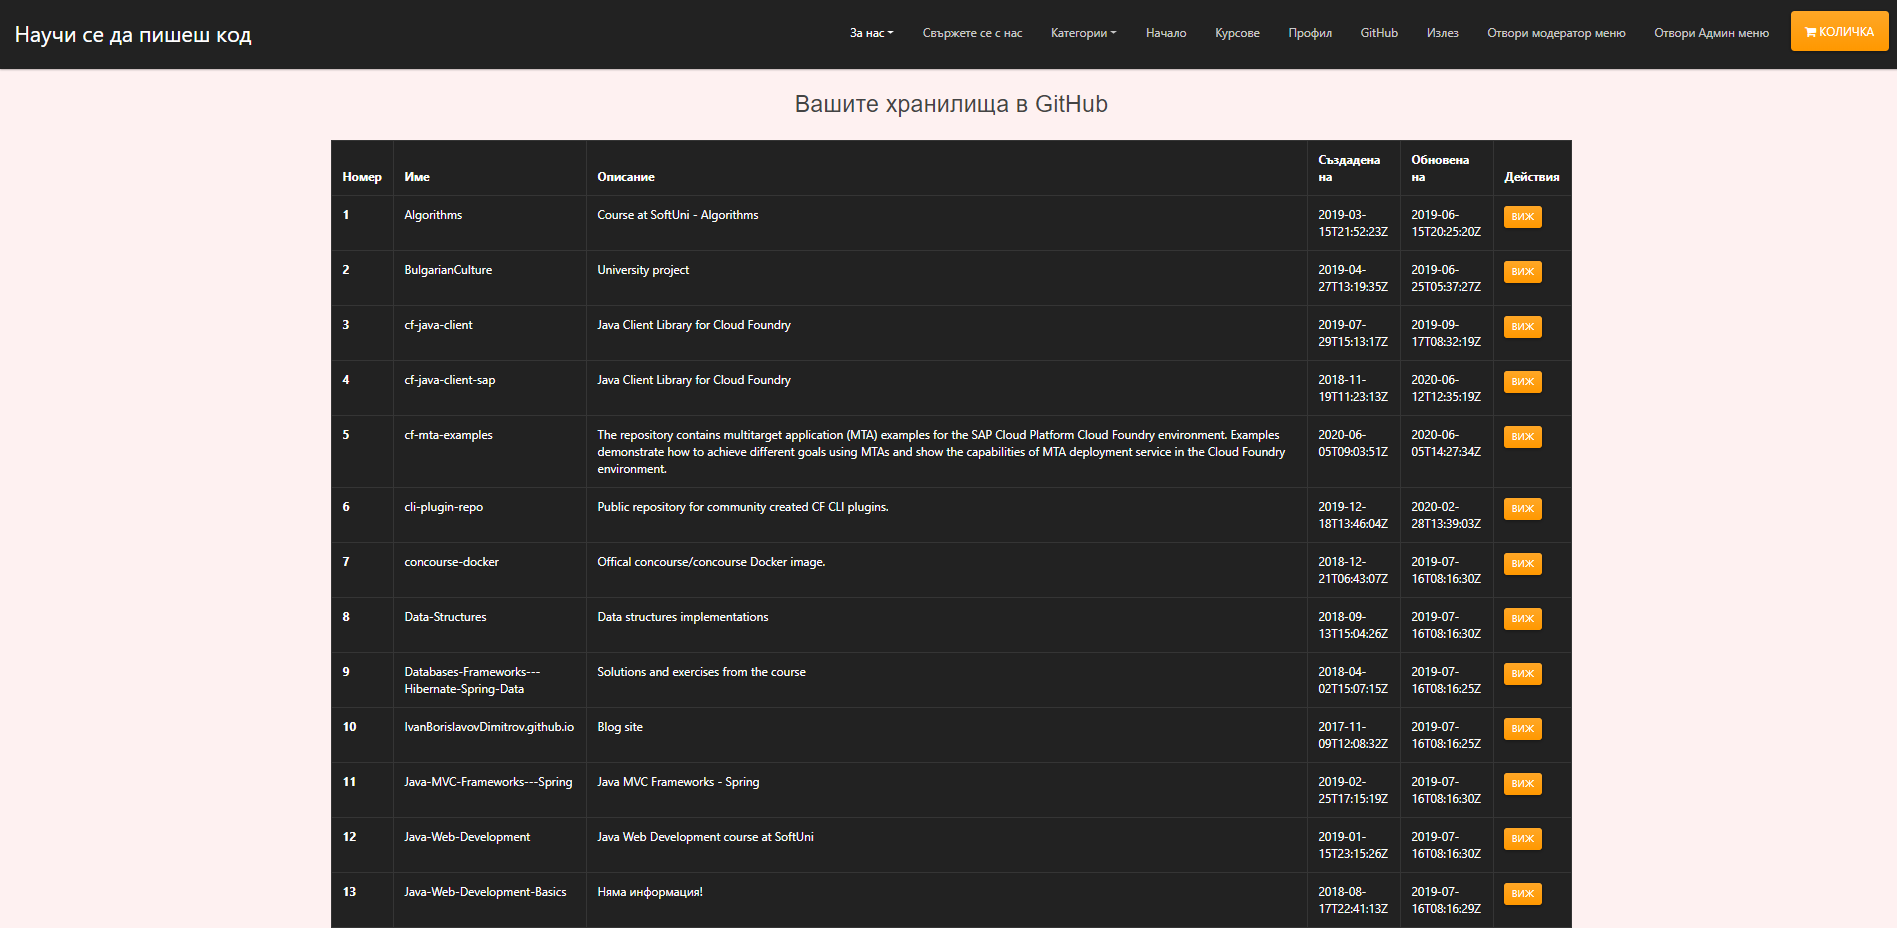 Научи се да пишеш код
За нас
Свържете се с нас
Категории
Начало
Курсове
Профил
GitHub
Излез
Отвори модератор меню
Отвори Админ меню
КОЛИЧКА
Вашите хранилища в GitHub
Номер
Име
Описание
Създадена
на
Обновена
на
Действия
1
Algorithms
Course at SoftUni - Algorithms
2019-03-
15T21:52:23Z
2019-06-
15T20:25:20Z
ВИЖ
2
BulgarianCulture
University project
2019-04-
27T13:19:35Z
2019-06-
25T05:37:27Z
ВИЖ
3
cf-java-client
Java Client Library for Cloud Foundry
2019-07-
29T15:13:17Z
2019-09-
17T08:32:19Z
ВИЖ
4
cf-java-client-sap
Java Client Library for Cloud Foundry
2018-11-
19T11:23:13Z
2020-06-
12T12:35:19Z
ВИЖ
5
cf-mta-examples
The repository contains multitarget application (MTA) examples for the SAP Cloud Platform Cloud Foundry environment. Examples
demonstrate how to achieve different goals using MTAs and show the capabilities of MTA deployment service in the Cloud Foundry
environment.
2020-06-
05T09:03:51Z
2020-06-
05T14:27:34Z
ВИЖ
6
cli-plugin-repo
Public repository for community created CF CLI plugins.
2019-12-
18T13:46:04Z
2020-02-
28T13:39:03Z
ВИЖ
7
concourse-docker
Offical concourse/concourse Docker image.
2018-12-
21T06:43:07Z
2019-07-
16T08:16:30Z
ВИЖ
8
Data-Structures
Data structures implementations
2018-09-
13T15:04:26Z
2019-07-
16T08:16:30Z
ВИЖ
9
Databases-Frameworks---
Hibernate-Spring-Data
Solutions and exercises from the course
2018-04-
02T15:07:15Z
2019-07-
16T08:16:25Z
ВИЖ
10
IvanBorislavovDimitrov.github.io
Blog site
2017-11-
09T12:08:32Z
2019-07-
16T08:16:25Z
ВИЖ
11
Java-MVC-Frameworks---Spring
Java MVC Frameworks - Spring
2019-02-
25T17:15:19Z
2019-07-
16T08:16:30Z
ВИЖ
12
Java-Web-Development
Java Web Development course at SoftUni
2019-01-
15T23:15:26Z
2019-07-
16T08:16:30Z
ВИЖ
13
Java-Web-Development-Basics
Няма информация!
2018-08-
17T22:41:13Z
2019-07-
16T08:16:29Z
ВИЖ